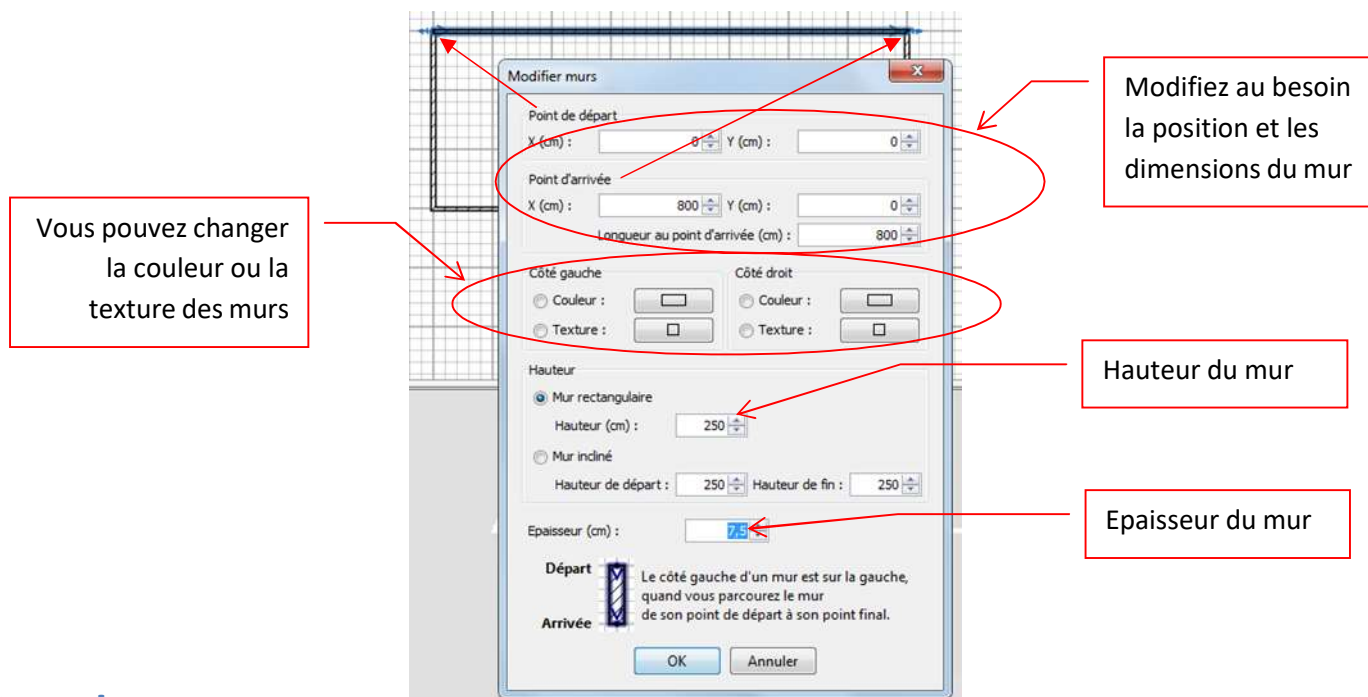 Modifier murs
Point de départ
X (cm) : 0 Y (cm) : 0
Point d'arrivée
X (cm) : 800 Y (cm) : 0
Longueur au point d'arrivée (cm) : 800
Côté gauche
Couleur :
Texture :
Côté droit
Couleur :
Texture :
Hauteur
Mur rectangulaire
Hauteur (cm) : 250
Mur incliné
Hauteur de départ : 250 Hauteur de fin : 250
Epaisseur (cm) : 7,5
Départ
Arrivée
Le côté gauche d'un mur est sur la gauche,
quand vous parcourez le mur
de son point de départ à son point final.
OK Annuler
Vous pouvez changer
la couleur ou la
texture des murs
Modifiez au besoin
la position et les
dimensions du mur
Hauteur du mur
Epaisseur du mur